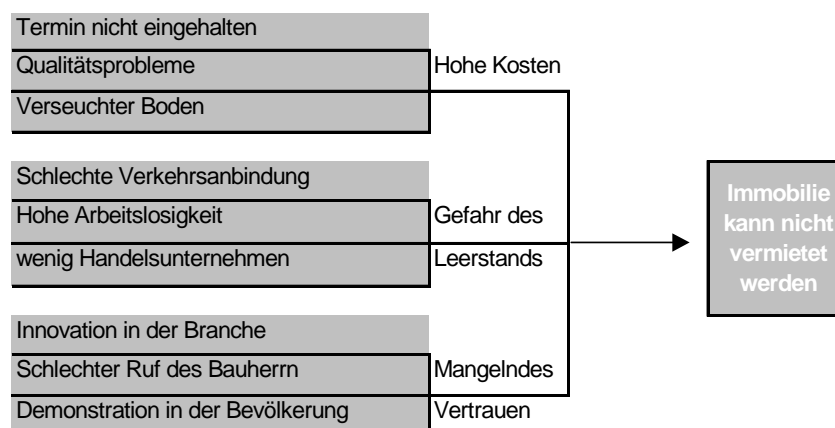 Termin nicht eingehalten
Qualitätsprobleme
Hohe Kosten
Verseuchter Boden
Schlechte Verkehrsanbindung
Hohe Arbeitslosigkeit
Gefahr des
wenig Handelsunternehmen
Leerstands
Immobilie
kann nicht
vermietet
werden
Innovation in der Branche
Schlechter Ruf des Bauherrn
Mangelndes
Demonstration in der Bevölkerung
Vertrauen